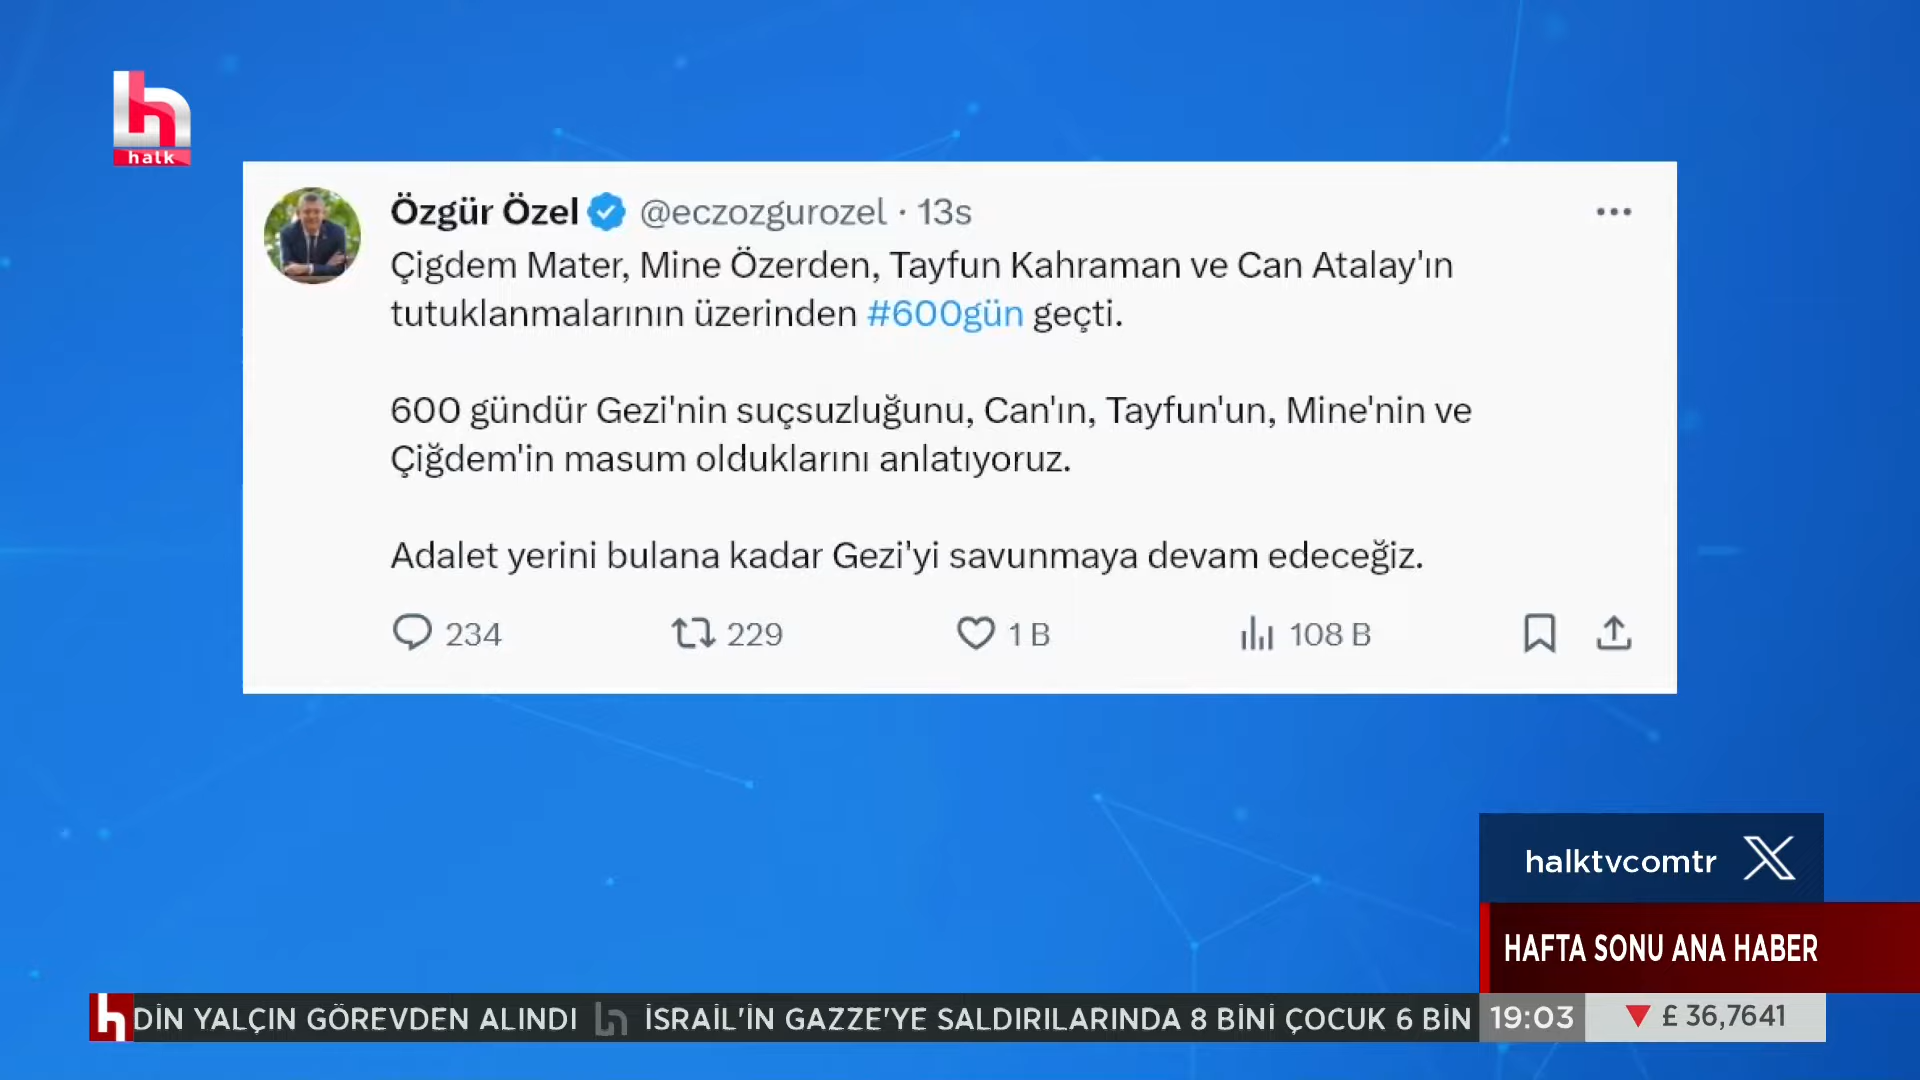 halk
Özgür Özel @eczozgurozel · 13s
Çigdem Mater, Mine Özerden, Tayfun Kahraman ve Can Atalay'ın
tutuklanmalarının üzerinden #600gün geçti.
600 gündür Gezi'nin suçsuzluğunu, Can'ın, Tayfun'un, Mine'nin ve
Çiğdem'in masum olduklarını anlatıyoruz.
Adalet yerini bulana kadar Gezi'yi savunmaya devam edeceğiz.
234 229 1 B 108 B
halktvcomtr X
HAFTA SONU ANA HABER
DİN YALÇIN GÖREVDEN ALINDI İSRAİL'İN GAZZE'YE SALDIRILARINDA 8 BİNİ ÇOCUK 6 BİN 19:03 £ 36,7641